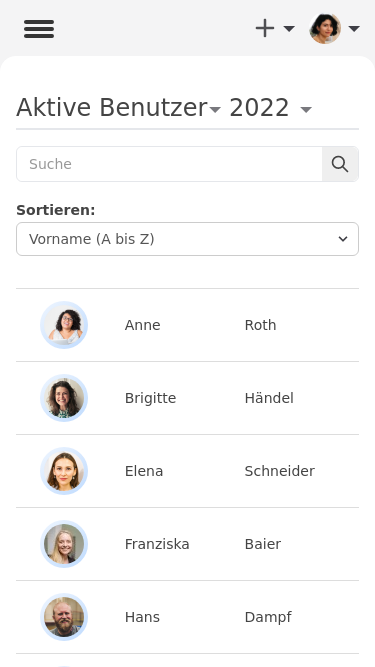 Aktive Benutzer 2022
Suche
Sortieren:
Vorname (A bis Z)
Anne Roth
Brigitte Händel
Elena Schneider
Franziska Baier
Hans Dampf